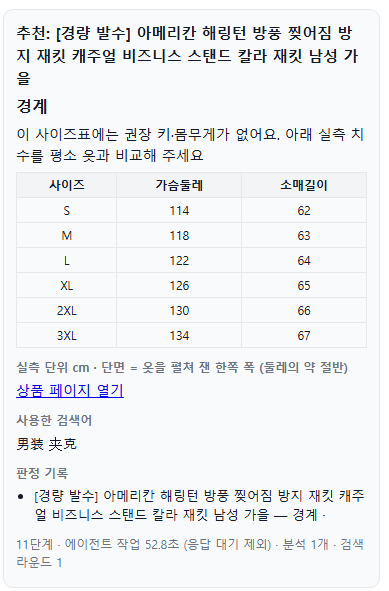 추천: [경량 발수] 아메리칸 해링턴 방풍 찢어짐 방
지 재킷 캐주얼 비즈니스 스탠드 칼라 재킷 남성 가
을
경계
이 사이즈표에는 권장 키·몸무게가 없어요. 아래 실측 치
수를 평소 옷과 비교해 주세요
사이즈 가슴둘레 소매길이
S 114 62
M 118 63
L 122 64
XL 126 65
2XL 130 66
3XL 134 67
실측 단위 cm · 단면 = 옷을 펼쳐 잰 한쪽 폭 (둘레의 약 절반)
상품 페이지 열기
사용한 검색어
男装 夹克
판정 기록
• [경량 발수] 아메리칸 해링턴 방풍 찢어짐 방지 재킷 캐주
얼 비즈니스 스탠드 칼라 재킷 남성 가을 — 경계 ·
11단계 · 에이전트 작업 52.8초 (응답 대기 제외) · 분석 1개 · 검색
라운드 1